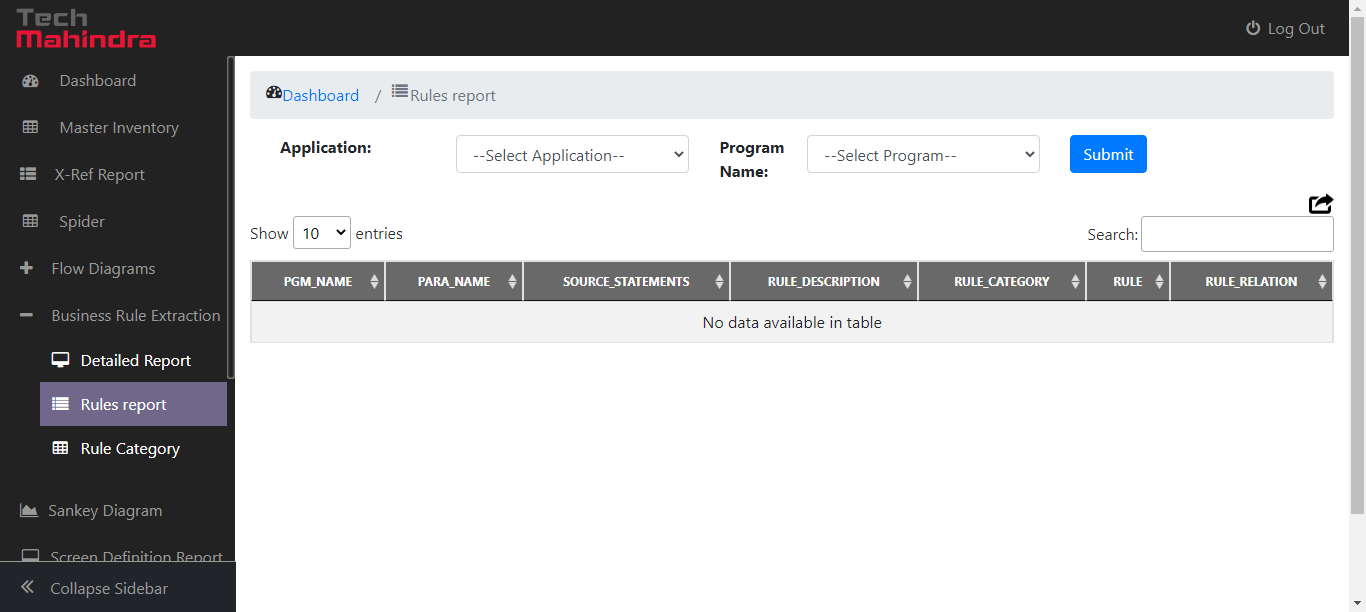 Tech
Mahindra
Log Out
Dashboard
Master Inventory
X-Ref Report
Spider
Flow Diagrams
Business Rule Extraction
Detailed Report
Rules report
Rule Category
Sankey Diagram
Screen Definition Report
Collapse Sidebar
Dashboard / Rules report
Application: --Select Application-- Program Name: --Select Program-- Submit
Show 10 entries Search:
PGM_NAME PARA_NAME SOURCE_STATEMENTS RULE_DESCRIPTION RULE_CATEGORY RULE RULE_RELATION
No data available in table